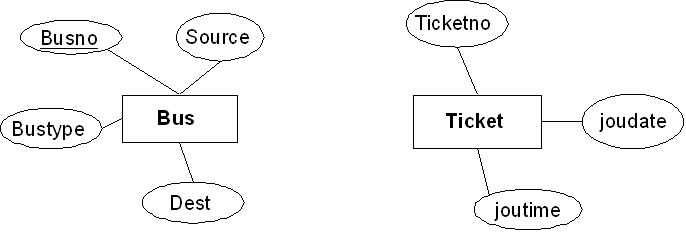 Busno
Source
Bustype
Bus
Dest
Ticketno
Ticket
joudate
joutime